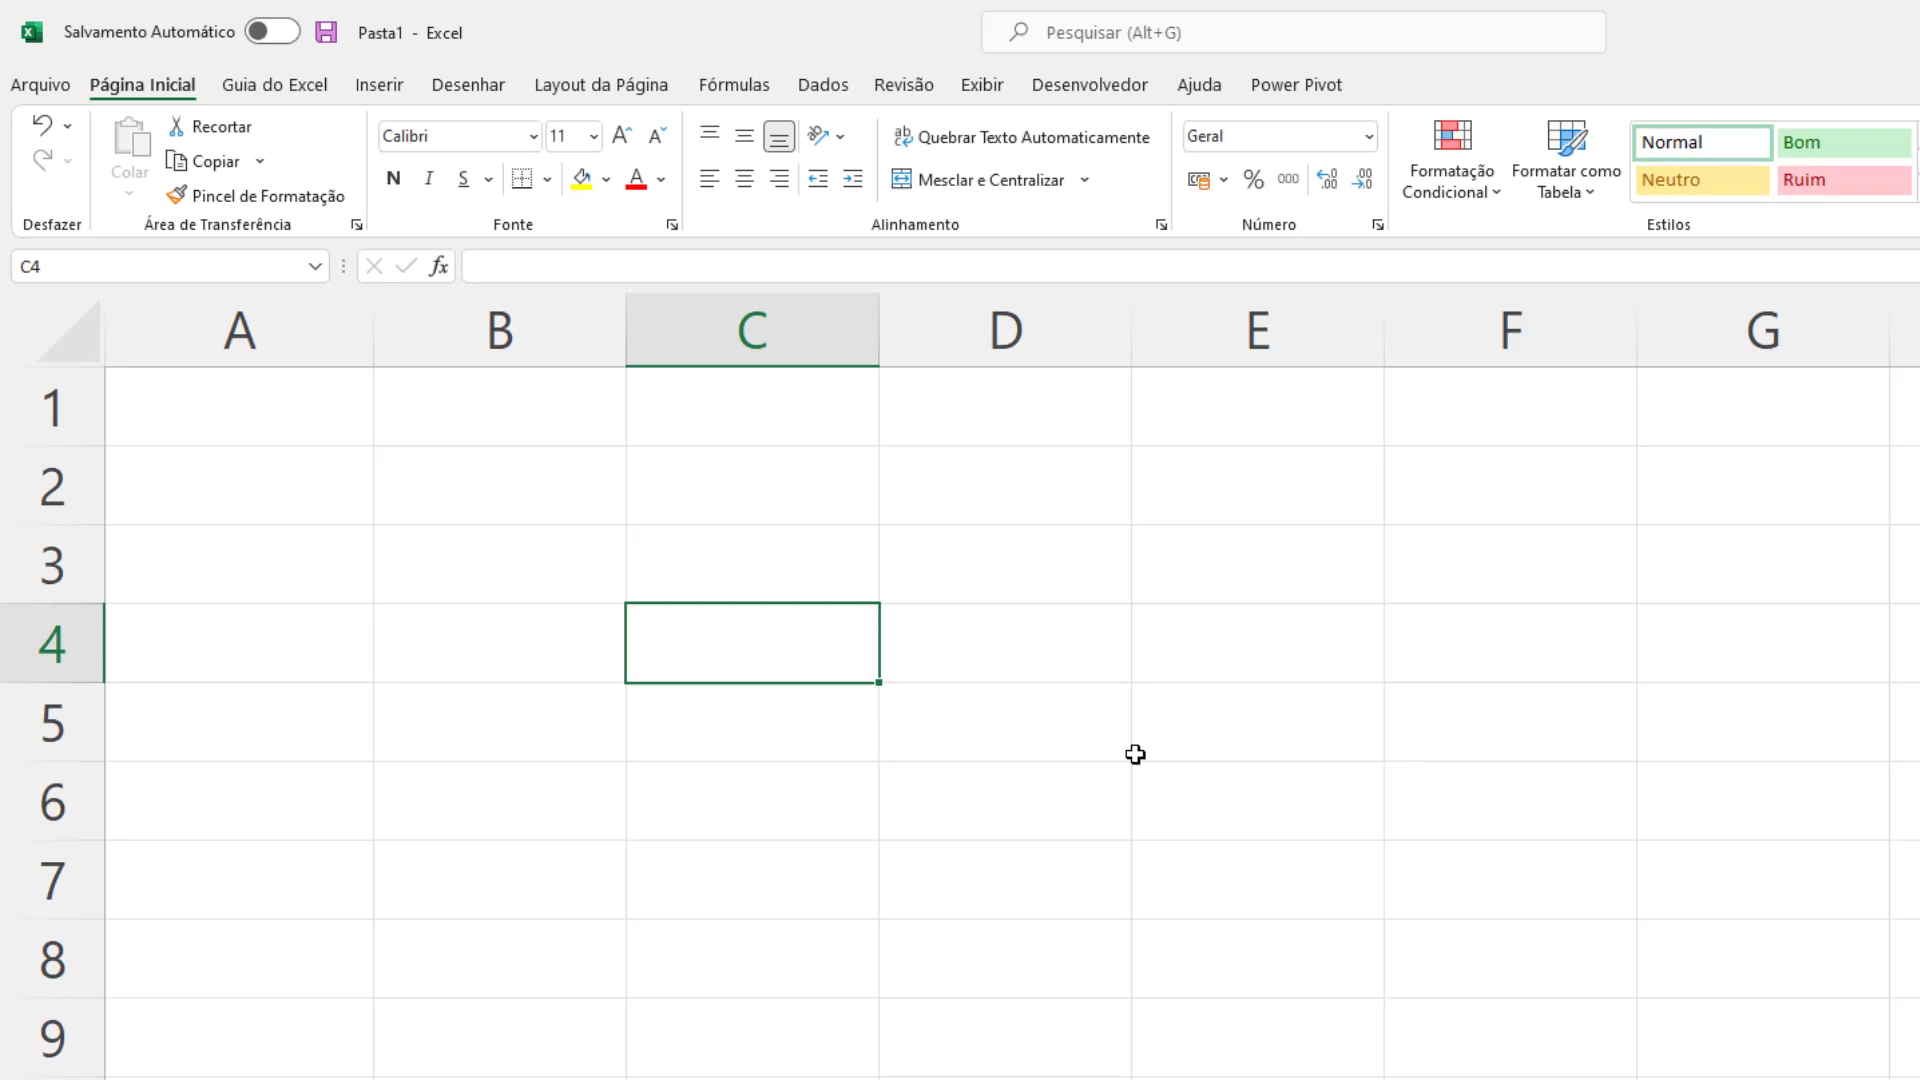 Salvamento Automático
Pasta1 - Excel
Pesquisar (Alt+G)
Arquivo Página Inicial Guia do Excel Inserir Desenhar Layout da Página Fórmulas Dados Revisão Exibir Desenvolvedor Ajuda Power Pivot
Desfazer
Colar
Recortar
Copiar
Pincel de Formatação
Área de Transferência
Calibri 11
N I S
Fonte
Quebrar Texto Automaticamente
Mesclar e Centralizar
Alinhamento
Geral
% 000
Número
Formatação Condicional
Formatar como Tabela
Normal Bom
Neutro Ruim
Estilos
C4
fx
A B C D E F G
1
2
3
4
5
6
7
8
9